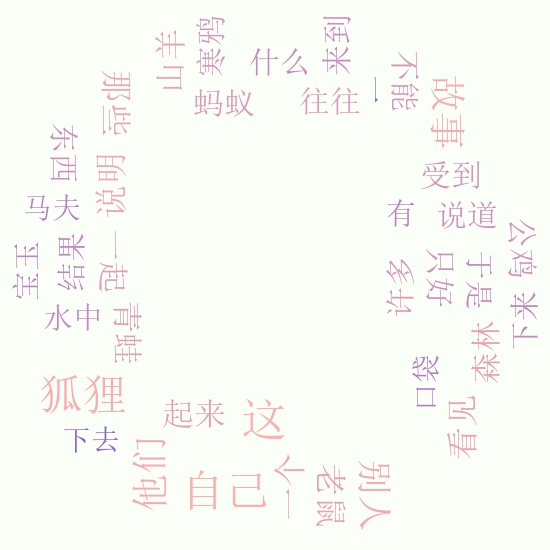 寒鸦
来到
山羊
什么
不能
一
那些
蚂蚁
往往
故事
东西
说明
受到
马夫
有
说道
公鸡
宝玉
结果
一起
许多
只好
于是
下来
水中
青蛙
森林
狐狸
口袋
看见
起来
这
下去
他们
自己
一个
老鼠
别人